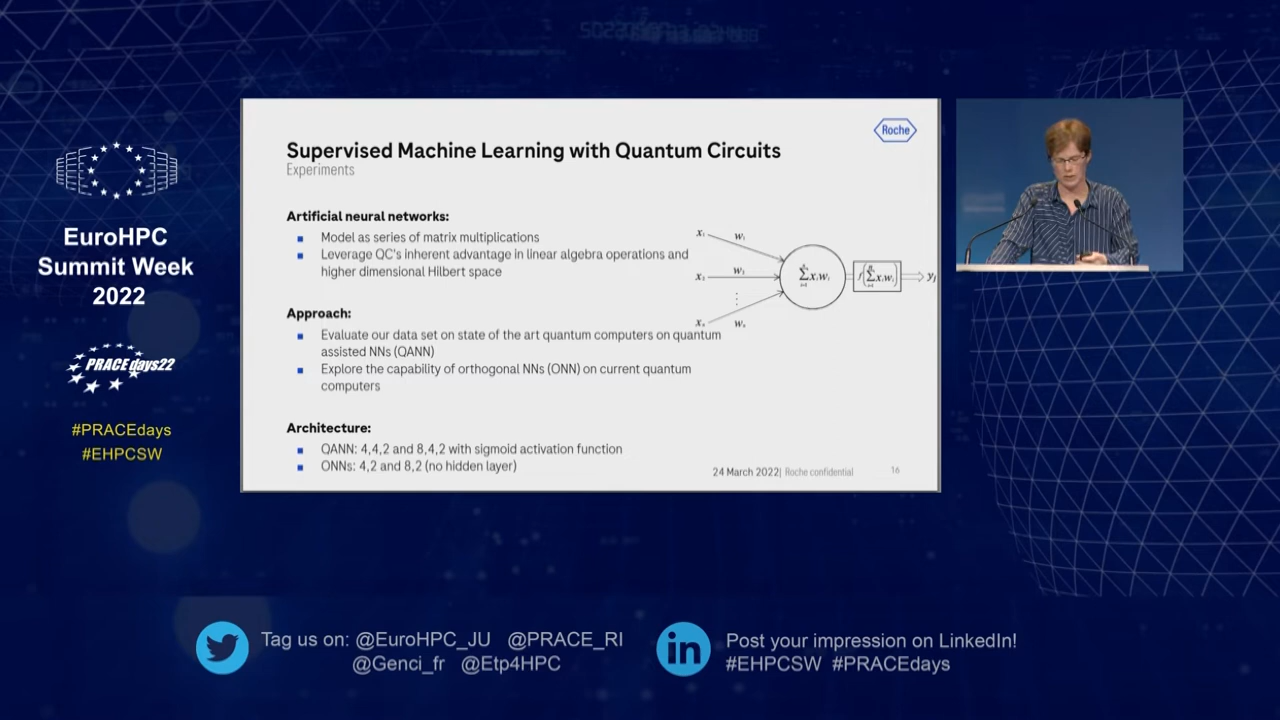 EuroHPC
Summit Week
2022
PRACEdays22
#PRACEdays
#EHPCSW
Roche
Supervised Machine Learning with Quantum Circuits
Experiments
Artificial neural networks:
Model as series of matrix multiplications
Leverage QC's inherent advantage in linear algebra operations and
higher dimensional Hilbert space
Approach:
Evaluate our data set on state of the art quantum computers on quantum
assisted NNs (QANN)
Explore the capability of orthogonal NNs (ONN) on current quantum
computers
Architecture:
QANN: 4,4,2 and 8,4,2 with sigmoid activation function
ONNs: 4,2 and 8,2 (no hidden layer)
24 March 2022| Roche confidential 16
Tag us on: @EuroHPC_JU @PRACE_RI
@Genci_fr @Etp4HPC
in
Post your impression on LinkedIn!
#EHPCSW #PRACEdays